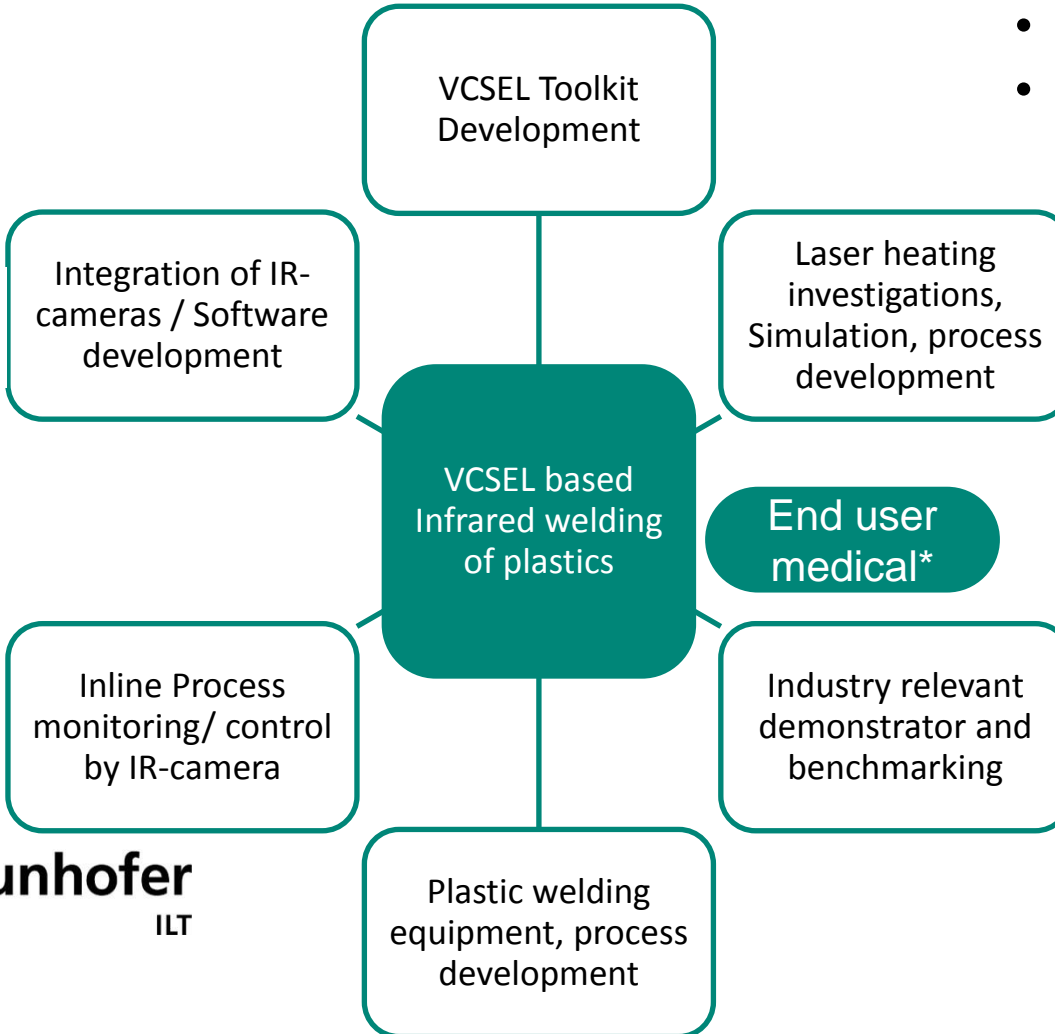 VCSEL Toolkit
Development
Integration of IR-
cameras / Software
development
Laser heating
investigations,
Simulation, process
development
VCSEL based
Infrared welding
of plastics
End user
medical*
Inline Process
monitoring/ control
by IR-camera
Industry relevant
demonstrator and
benchmarking
Plastic welding
equipment, process
development
unhofer
ILT